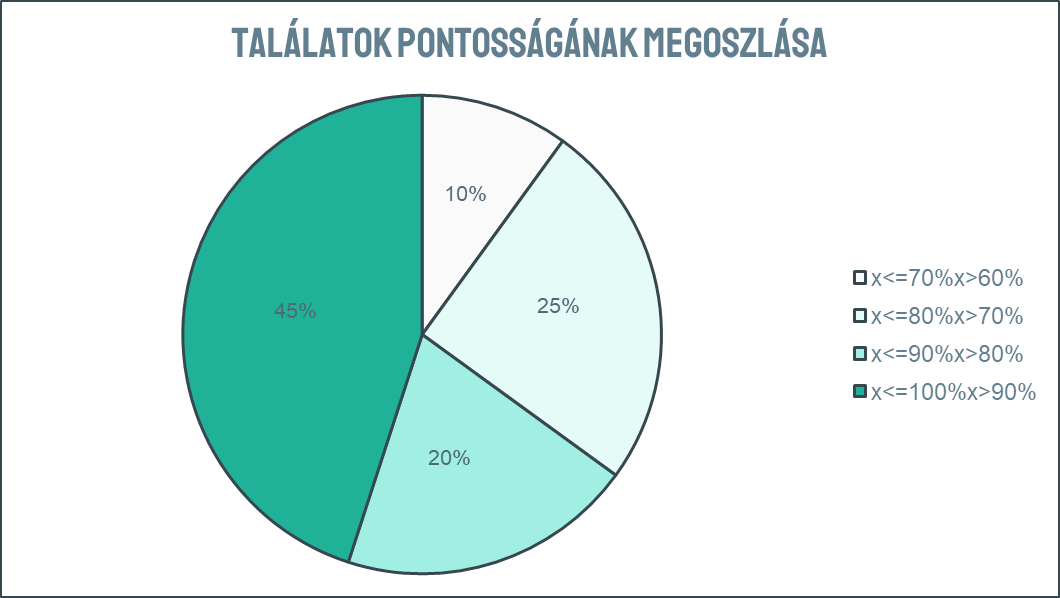 TALÁLATOK PONTOSSÁGÁNAK MEGOSZLÁSA
10%
25%
45%
20%
x<=70%x>60%
x<=80%x>70%
x<=90%x>80%
x<=100%x>90%